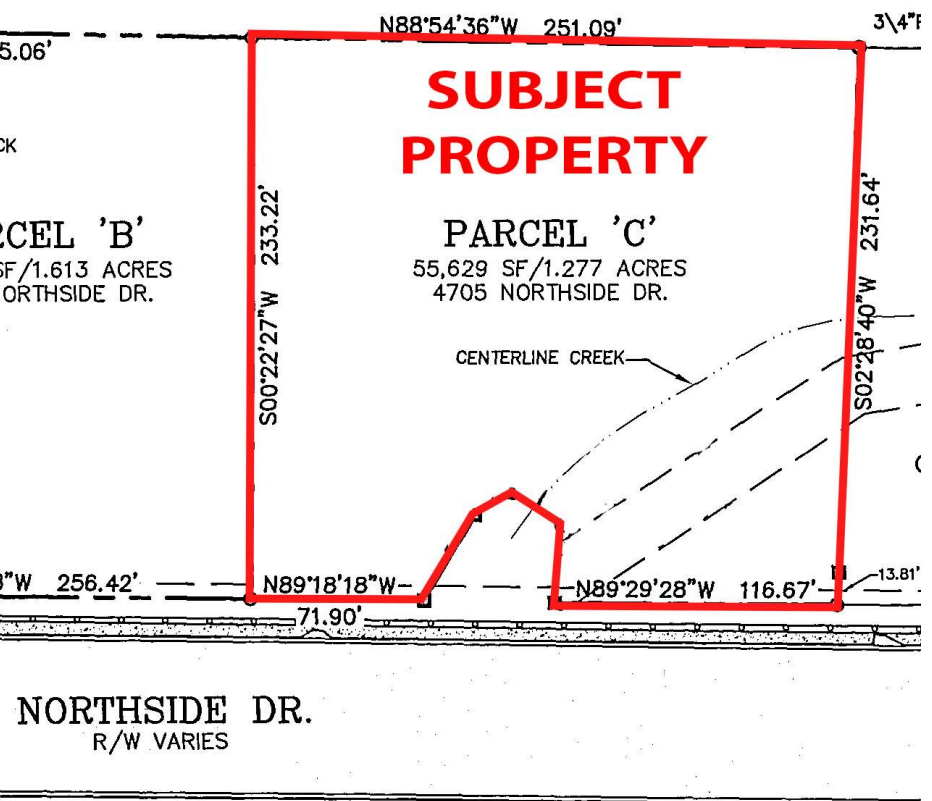 N88°54'36"W 251.09'
3\4"
5.06'
SUBJECT
PROPERTY
CK
RCEL 'B'
SF/1.613 ACRES
ORTHSIDE DR.
S00°22'27"W 233.22'
PARCEL 'C'
55,629 SF/1.277 ACRES
4705 NORTHSIDE DR.
S02°28'40"W 231.64'
CENTERLINE CREEK
"W 256.42'
N89°18'18"W
71.90'
N89°29'28"W 116.67'
13.81'
NORTHSIDE DR.
R/W VARIES